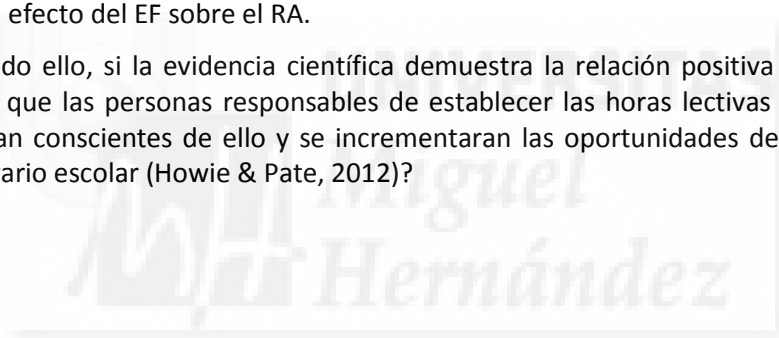 efecto del EF sobre el RA.
do ello, si la evidencia científica demuestra la relación positiva
que las personas responsables de establecer las horas lectivas
an conscientes de ello y se incrementaran las oportunidades de
ario escolar (Howie & Pate, 2012)?
UNIVERSITAS
Miguel
Hernández